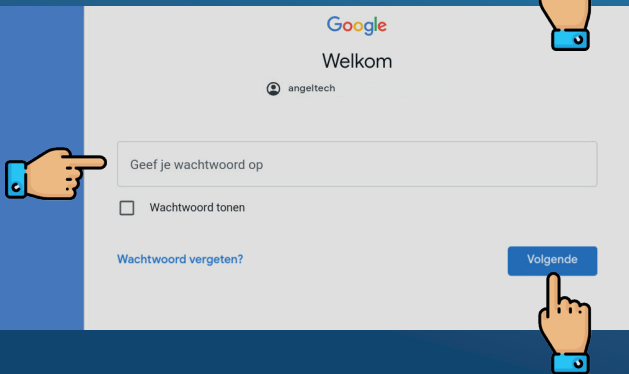 Google
Welkom
angeltech
Geef je wachtwoord op
Wachtwoord tonen
Wachtwoord vergeten?
Volgende